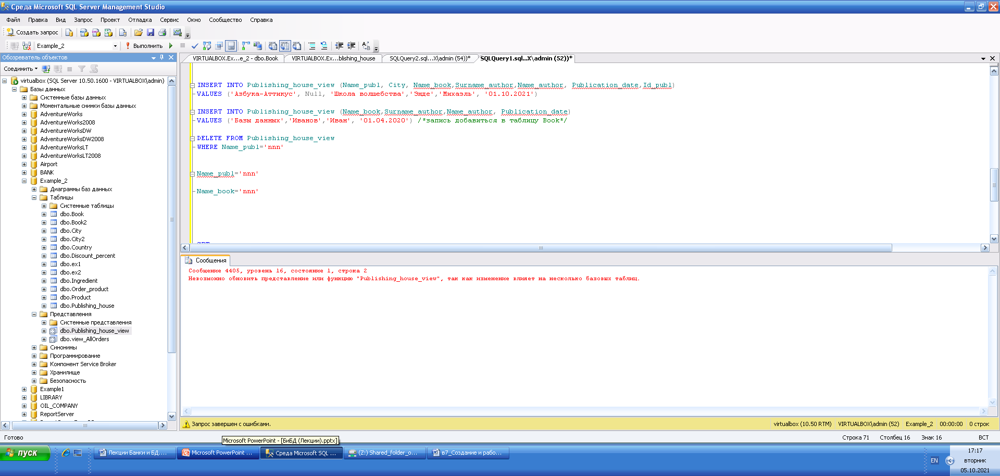 Среда Microsoft SQL Server Management Studio
Файл Правка Вид Запрос Проект Отладка Сервис Окно Сообщество Справка
Создать запрос
Example_2 Выполнить
Обозреватель объектов
Соединить
virtualbox (SQL Server 10.50.1600 - VIRTUALBOX\admin)
Базы данных
Системные базы данных
Моментальные снимки базы данных
AdventureWorks
AdventureWorks2008
AdventureWorksDW
AdventureWorksDW2008
AdventureWorksLT
AdventureWorksLT2008
Airport
BANK
Example_2
Диаграммы баз данных
Таблицы
Системные таблицы
dbo.Book
dbo.Book2
dbo.City
dbo.City2
dbo.Country
dbo.Discount_percent
dbo.ex1
dbo.ex2
dbo.Ingredient
dbo.Order_product
dbo.Product
dbo.Publishing_house
Представления
Системные представления
dbo.Publishing_house_view
dbo.view_AllOrders
Синонимы
Программирование
Компонент Service Broker
Хранилище
Безопасность
Example1
LIBRARY
OIL_COMPANY
ReportServer
VIRTUALBOX.Ex...e_2 - dbo.Book VIRTUALBOX.Ex...blishing_house SQLQuery2.sql...X\admin (54))* SQLQuery1.sql...X\admin (52))*
INSERT INTO Publishing_house_view (Name_publ, City, Name_book,Surname_author,Name_author, Publication_date,Id_publ)
VALUES ('Азбука-Аттикус', Null, 'Школа волшебства','Энде','Михаэль', '01.10.2021')
INSERT INTO Publishing_house_view (Name_book,Surname_author,Name_author, Publication_date)
VALUES ('Базы данных','Иванов','Иван', '01.04.2020') /*запись добавиться в таблицу Book*/
DELETE FROM Publishing_house_view
WHERE Name_publ='nnn'
Name_publ='nnn'
Name_book='nnn'
Сообщения
Сообщение 4405, уровень 16, состояние 1, строка 2
Невозможно обновить представление или функцию "Publishing_house_view", так как изменение влияет на несколько базовых таблиц.
Запрос завершен с ошибками. virtualbox (10.50 RTM) VIRTUALBOX\admin (52) Example_2 00:00:00 0 строк
Готово Строка 71 Столбец 16 Знак 16 ВСТ
Microsoft PowerPoint - [БиБД (Лекции).pptx]
пуск Лекции Банки и БД.... Microsoft PowerPoint ... Среда Microsoft SQL ... (Z:) Shared_folder_o... в7_Создание и рабо... EN
17:17
вторник
05.10.2021